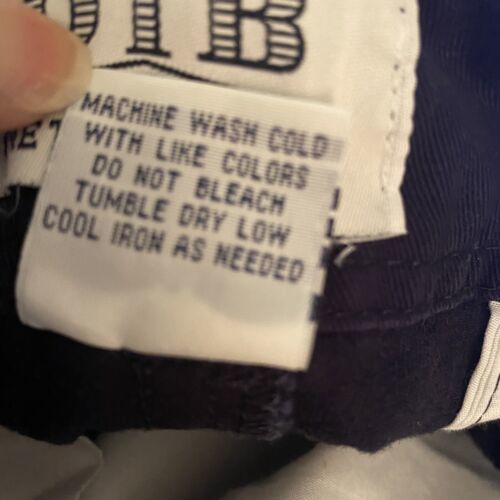 MACHINE WASH COLD
WITH LIKE COLORS
DO NOT BLEACH
TUMBLE DRY LOW
COOL IRON AS NEEDED